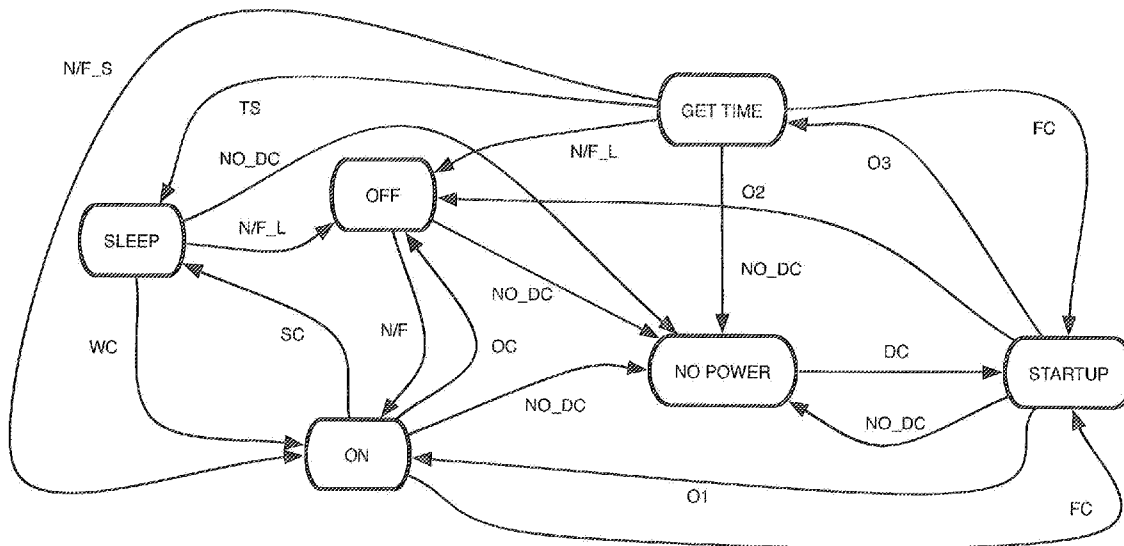 N/F_S
TS
GET TIME
FC
NO_DC
N/F_L
O3
OFF
O2
SLEEP
N/F_L
NO_DC
NO_DC
WC
SC
N/F
OC
NO POWER
DC
STARTUP
NO_DC
NO_DC
ON
O1
FC